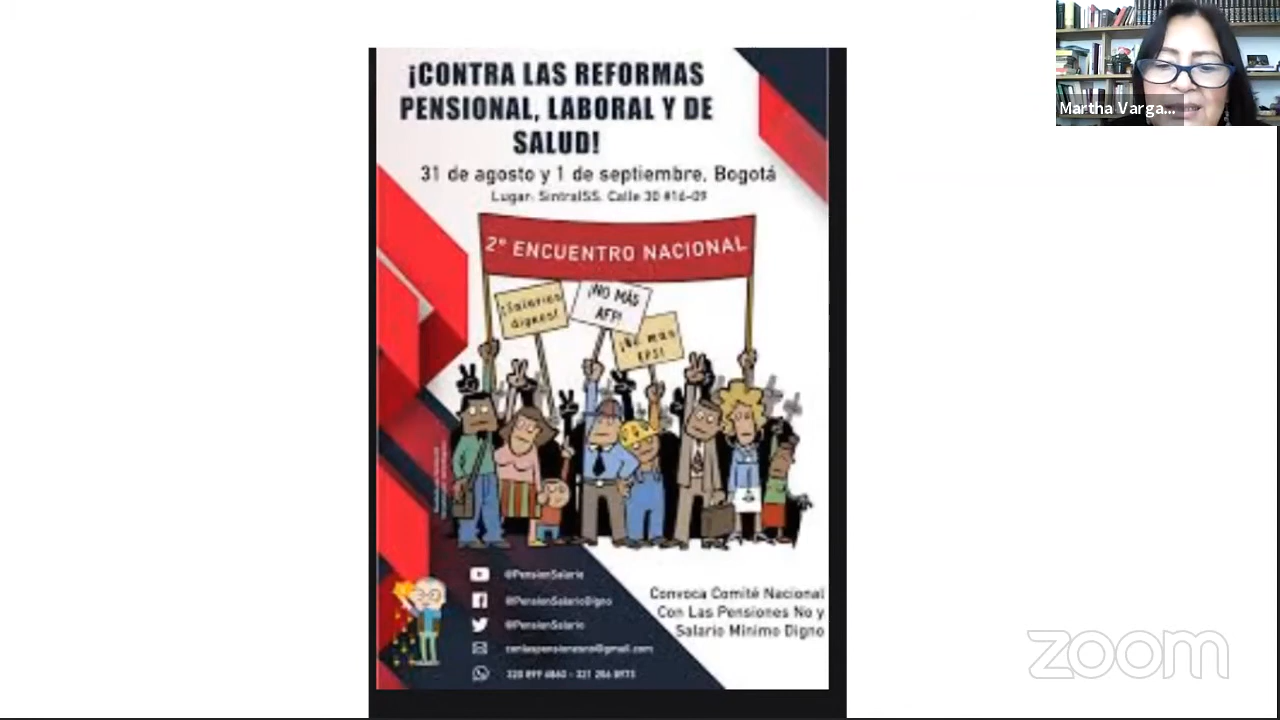 ¡CONTRA LAS REFORMAS
PENSIONAL, LABORAL Y DE
SALUD!
31 de agosto y 1 de septiembre, Bogotá
Lugar: SintraISS. Calle 30 #16-09
2° ENCUENTRO NACIONAL
¡Salarios
dignos!
¡NO MÁS
AFP!
¡No más
EPS!
@PensionSalario
@PensionSalarioDigno
@PensionSalario
Convoca Comité Nacional
Con Las Pensiones No y
Salario Mínimo Digno
Martha Varga...
zoom